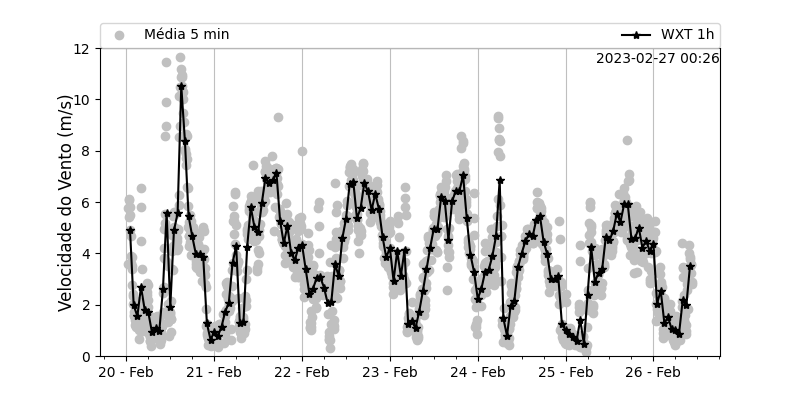 Média 5 min
WXT 1h
2023-02-27 00:26
Velocidade do Vento (m/s)
12
10
8
6
4
2
0
20 - Feb
21 - Feb
22 - Feb
23 - Feb
24 - Feb
25 - Feb
26 - Feb